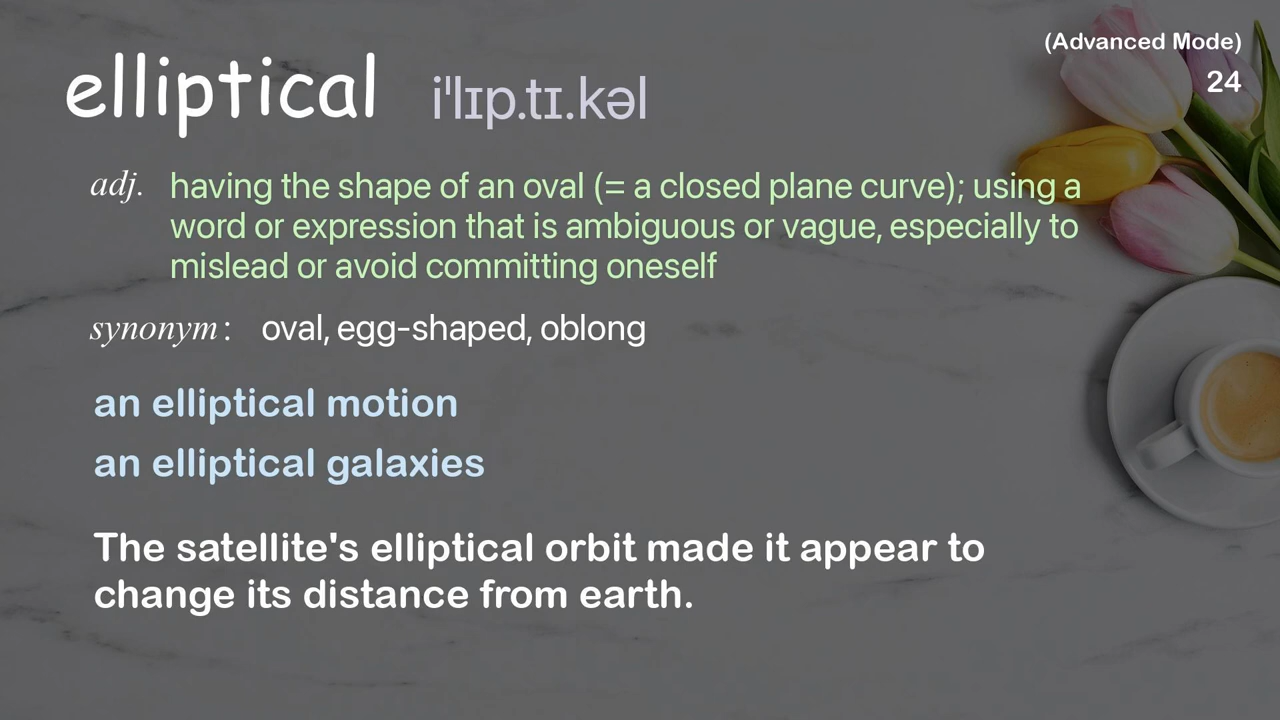 (Advanced Mode)
24
elliptical iˈlɪp.tɪ.kəl
adj. having the shape of an oval (= a closed plane curve); using a
word or expression that is ambiguous or vague, especially to
mislead or avoid committing oneself
synonym: oval, egg-shaped, oblong
an elliptical motion
an elliptical galaxies
The satellite's elliptical orbit made it appear to
change its distance from earth.